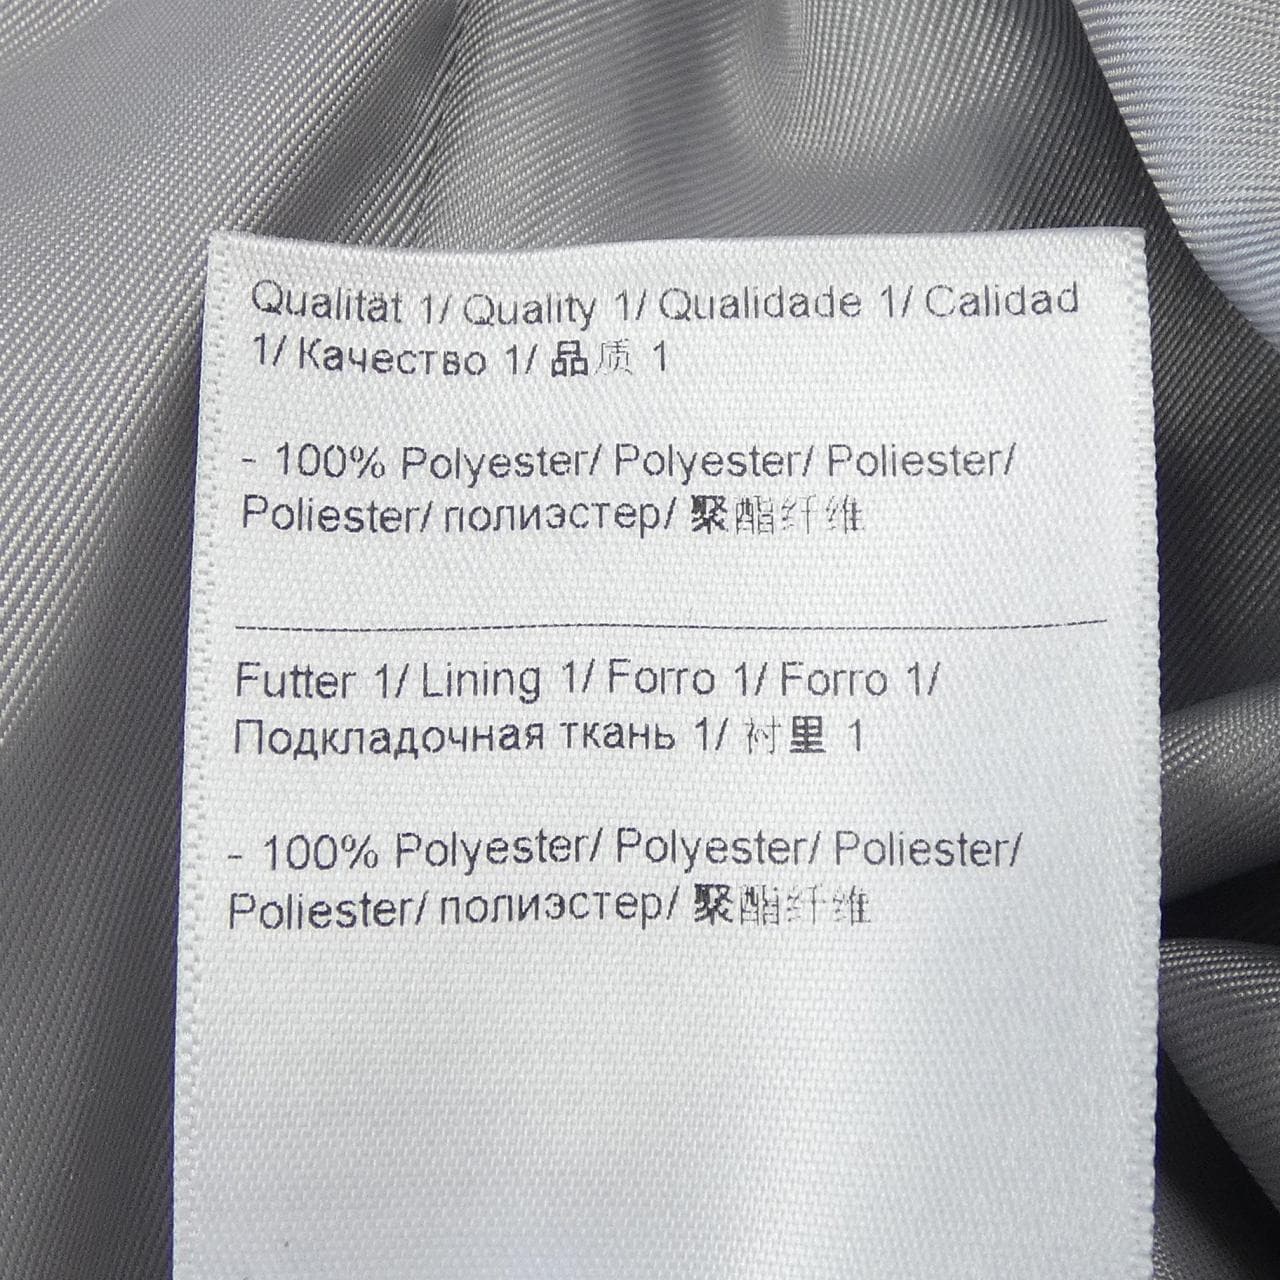 Qualität 1/ Quality 1/ Qualidade 1/ Calidad
1/ Качество 1/ 品质 1
- 100% Polyester/ Polyester/ Poliester/
Poliester/ полиэстер/ 聚酯纤维
Futter 1/ Lining 1/ Forro 1/ Forro 1/
Подкладочная ткань 1/ 衬里 1
- 100% Polyester/ Polyester/ Poliester/
Poliester/ полиэстер/ 聚酯纤维